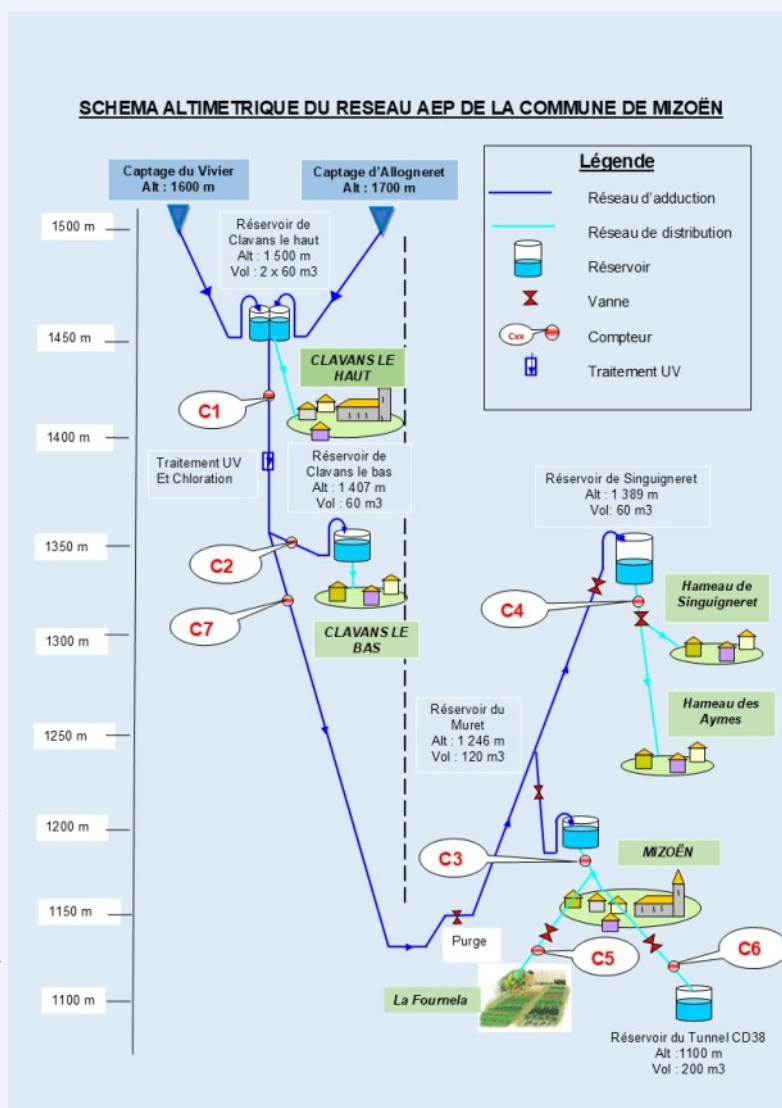 SCHEMA ALTIMETRIQUE DU RESEAU AEP DE LA COMMUNE DE MIZOËN
Captage du Vivier
Alt : 1600 m
Captage d'Allogneret
Alt : 1700 m
Légende
Réseau d'adduction
Réseau de distribution
Réservoir
Vanne
Cxx
Compteur
Traitement UV
1500 m
1450 m
1400 m
1350 m
1300 m
1250 m
1200 m
1150 m
1100 m
Réservoir de
Clavans le haut
Alt : 1 500 m
Vol : 2 x 60 m3
CLAVANS LE
HAUT
C1
Traitement UV
Et Chloration
Réservoir de
Clavans le bas
Alt : 1 407 m
Vol : 60 m3
C2
C7
CLAVANS LE
BAS
Réservoir de Singuigneret
Alt : 1 389 m
Vol: 60 m3
C4
Hameau de
Singuigneret
Hameau des
Aymes
Réservoir du
Muret
Alt : 1 246 m
Vol : 120 m3
C3
MIZOËN
Purge
C5
C6
La Fournela
Réservoir du Tunnel CD38
Alt :1100 m
Vol : 200 m3